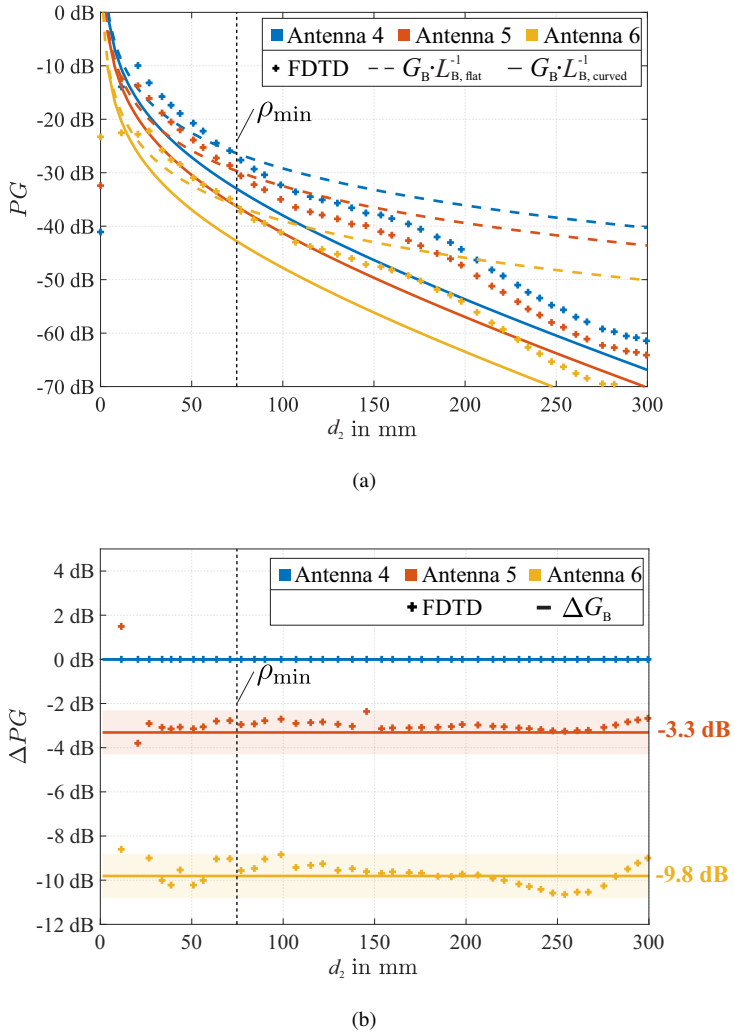 0 dB
-10 dB
-20 dB
-30 dB
-40 dB
-50 dB
-60 dB
-70 dB
PG
Antenna 4 Antenna 5 Antenna 6
FDTD G_B·L_B, flat^-1 G_B·L_B, curved^-1
ρ_min
0 50 100 150 200 250 300
d_2 in mm
(a)
4 dB
2 dB
0 dB
-2 dB
-4 dB
-6 dB
-8 dB
-10 dB
-12 dB
ΔPG
Antenna 4 Antenna 5 Antenna 6
FDTD ΔG_B
ρ_min
-3.3 dB
-9.8 dB
0 50 100 150 200 250 300
d_2 in mm
(b)